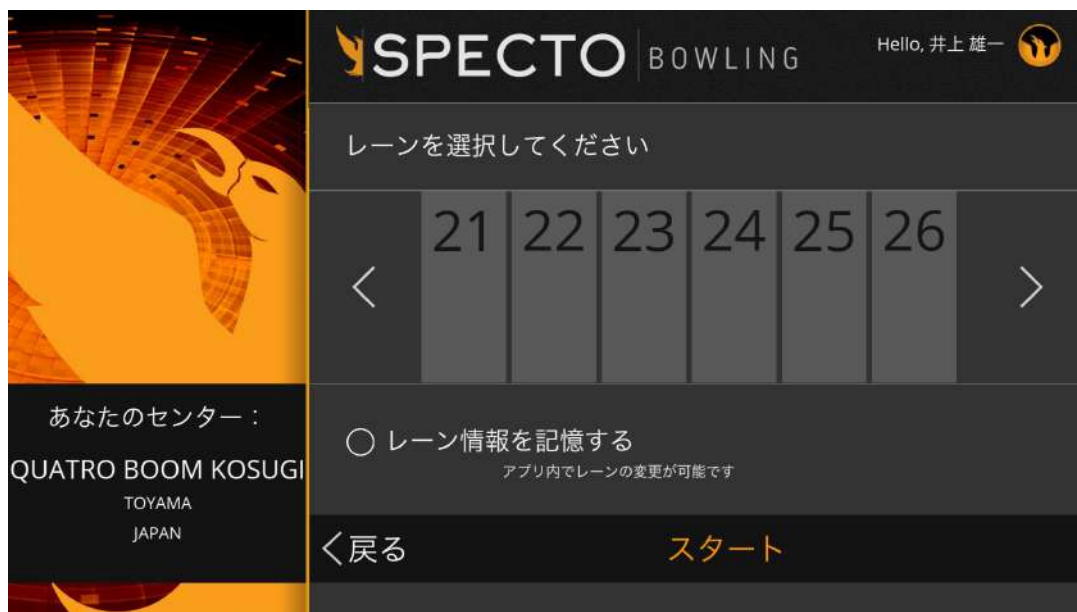 SPECTO BOWLING
Hello, 井上 雄一
レーンを選択してください
21 22 23 24 25 26
レーン情報を記憶する
アプリ内でレーンの変更が可能です
あなたのセンター：
QUATRO BOOM KOSUGI
TOYAMA
JAPAN
戻る
スタート